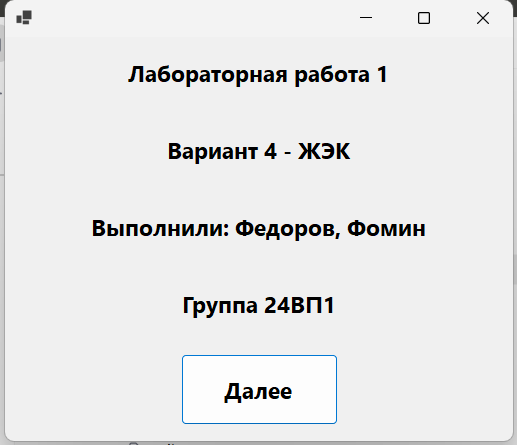 Лабораторная работа 1
Вариант 4 - ЖЭК
Выполнили: Федоров, Фомин
Группа 24ВП1
Далее